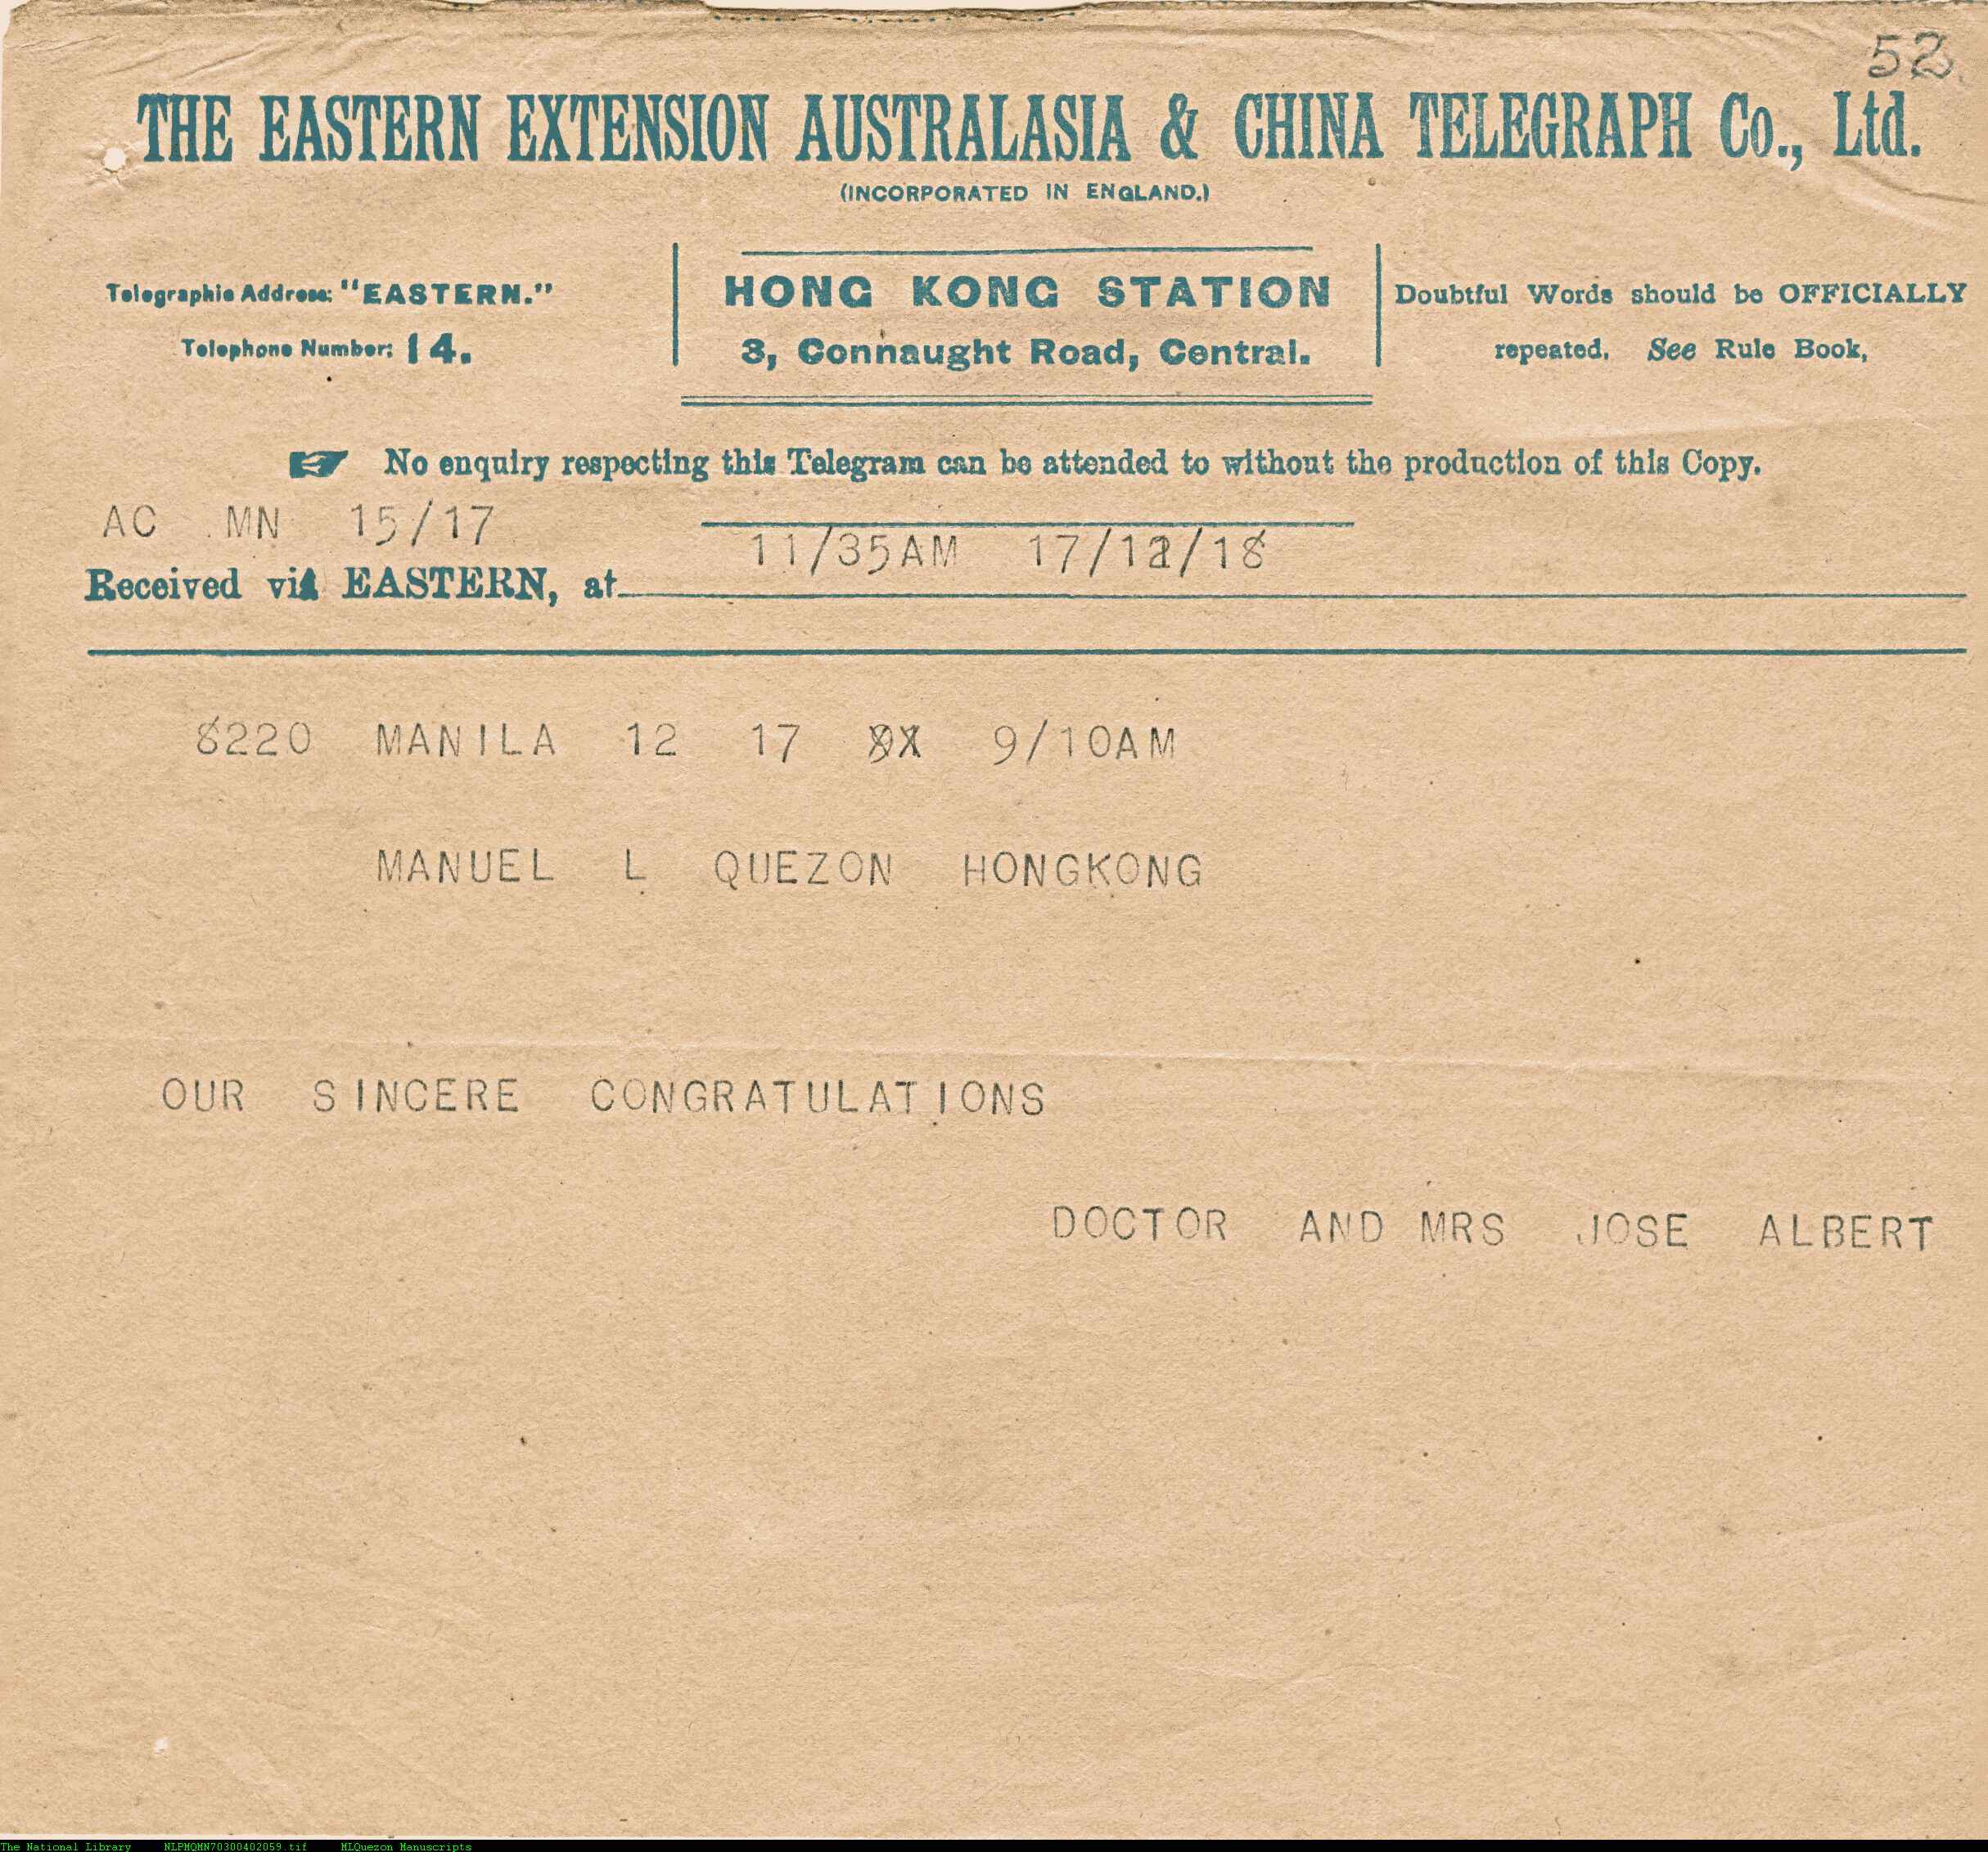 52
THE EASTERN EXTENSION AUSTRALASIA & CHINA TELEGRAPH Co., Ltd.
(INCORPORATED IN ENGLAND.)
Telegraphic Address: "EASTERN."
Telephone Number: 14.
HONG KONG STATION
3, Connaught Road, Central.
Doubtful Words should be OFFICIALLY
repeated. See Rule Book,
No enquiry respecting this Telegram can be attended to without the production of this Copy.
AC MN 15/17
11/35AM 17/12/18
Received via EASTERN, at
8220 MANILA 12 17 9/10AM
MANUEL L QUEZON HONGKONG
OUR SINCERE CONGRATULATIONS
DOCTOR AND MRS JOSE ALBERT
The National Library NLPMQMN70300402059.tif MLQuezon Manuscripts